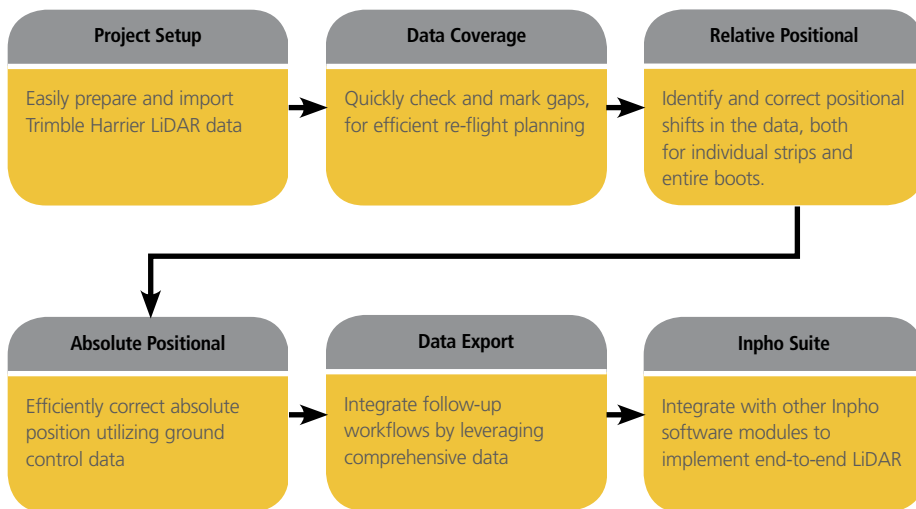 Project Setup
Easily prepare and import
Trimble Harrier LiDAR data
Data Coverage
Quickly check and mark gaps,
for efficient re-flight planning
Relative Positional
Identify and correct positional
shifts in the data, both
for individual strips and
entire boots.
Absolute Positional
Efficiently correct absolute
position utilizing ground
control data
Data Export
Integrate follow-up
workflows by leveraging
comprehensive data
Inpho Suite
Integrate with other Inpho
software modules to
implement end-to-end LiDAR